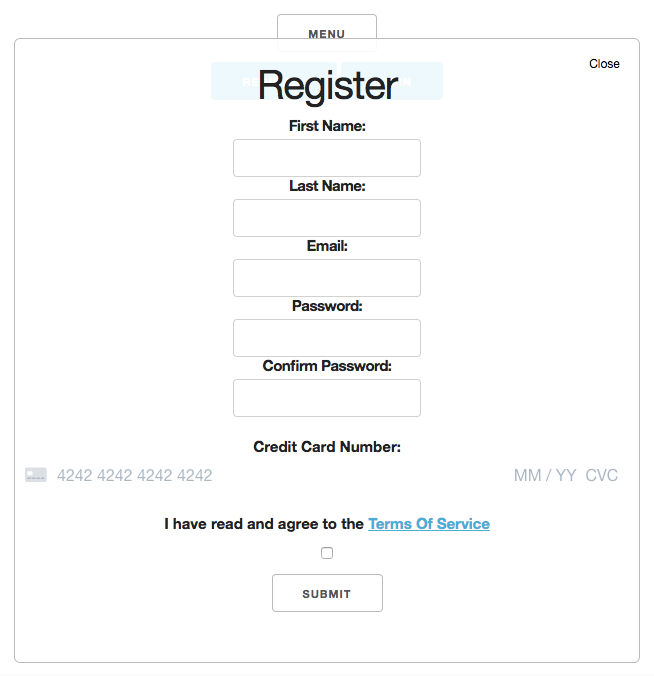 MENU
Close
Register
First Name:
Last Name:
Email:
Password:
Confirm Password:
Credit Card Number:
4242 4242 4242 4242 MM / YY CVC
I have read and agree to the Terms Of Service
SUBMIT